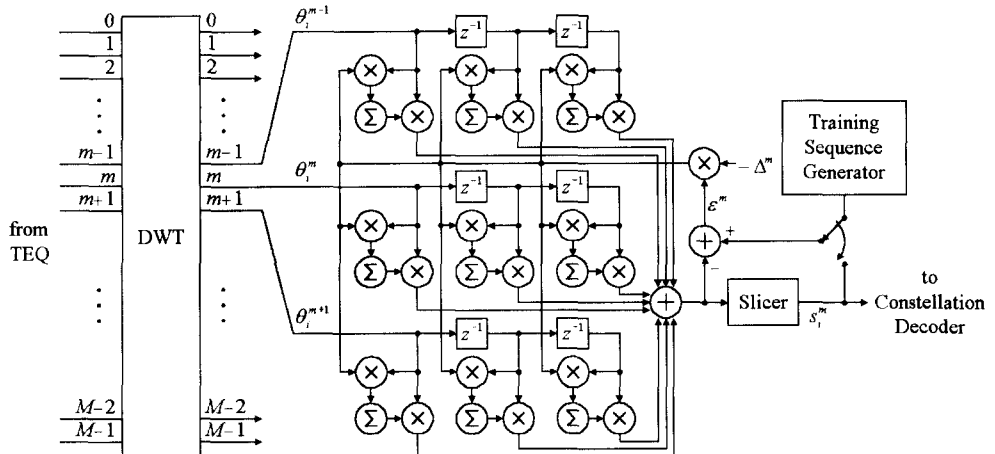 0
1
2
m-1
m
m+1
M-2
M-1
from
TEQ
DWT
0
1
2
m-1
m
m+1
M-2
M-1
θ_i^{m-1}
z^{-1}
z^{-1}
×
×
×
Σ
×
Σ
×
Σ
×
θ_i^m
z^{-1}
z^{-1}
×
×
×
Σ
×
Σ
×
Σ
×
θ_i^{m+1}
z^{-1}
z^{-1}
×
×
×
Σ
×
Σ
×
Σ
×
+
×
-Δ^m
ε^m
+
+
−
Training
Sequence
Generator
Slicer
s_i^m
to
Constellation
Decoder